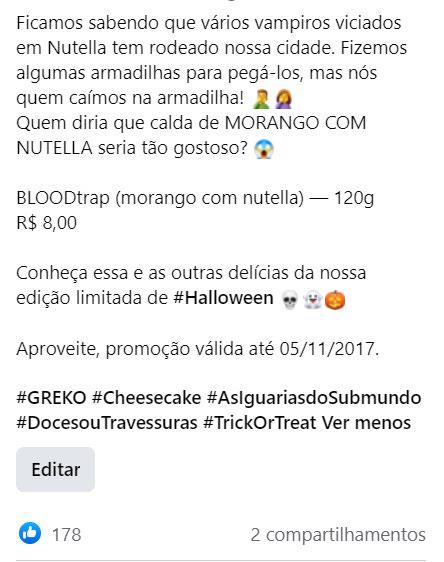 Ficamos sabendo que vários vampiros viciados
em Nutella tem rodeado nossa cidade. Fizemos
algumas armadilhas para pegá-los, mas nós
quem caímos na armadilha! 🤦‍♂️🤦‍♀️
Quem diria que calda de MORANGO COM
NUTELLA seria tão gostoso? 😱
BLOODtrap (morango com nutella) — 120g
R$ 8,00
Conheça essa e as outras delícias da nossa
edição limitada de #Halloween 💀👻🎃
Aproveite, promoção válida até 05/11/2017.
#GREKO #Cheesecake #AsIguariasdoSubmundo
#DocesouTravessuras #TrickOrTreat Ver menos
Editar
178 2 compartilhamentos